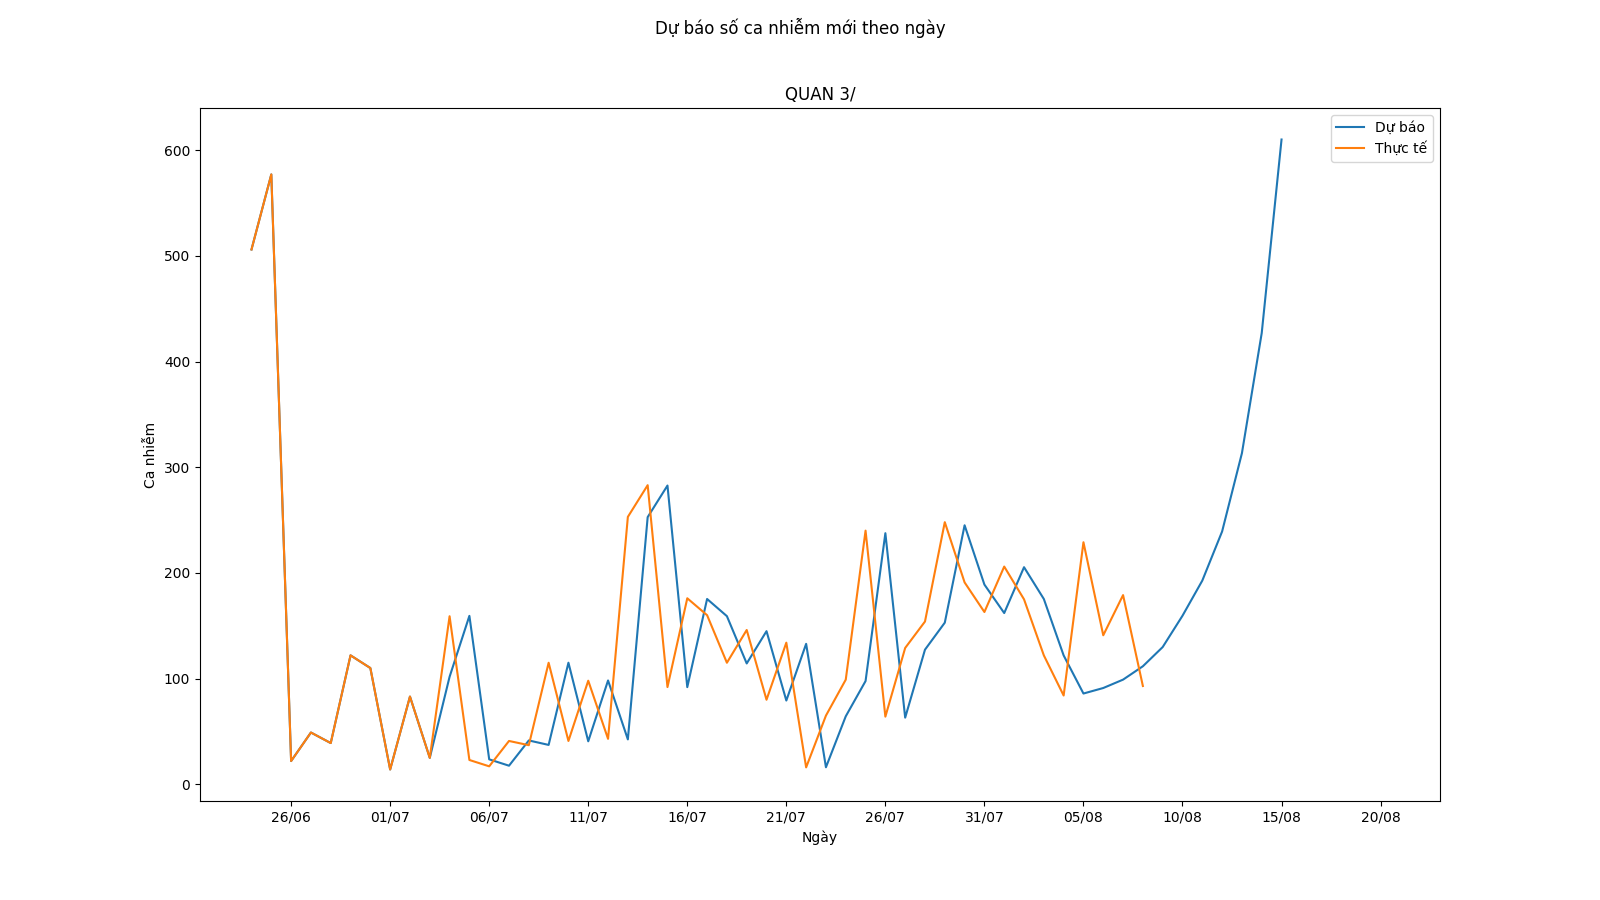 Dự báo số ca nhiễm mới theo ngày
QUAN 3/
Dự báo
Thực tế
600
500
400
300
200
100
0
Ca nhiễm
26/06 01/07 06/07 11/07 16/07 21/07 26/07 31/07 05/08 10/08 15/08 20/08
Ngày